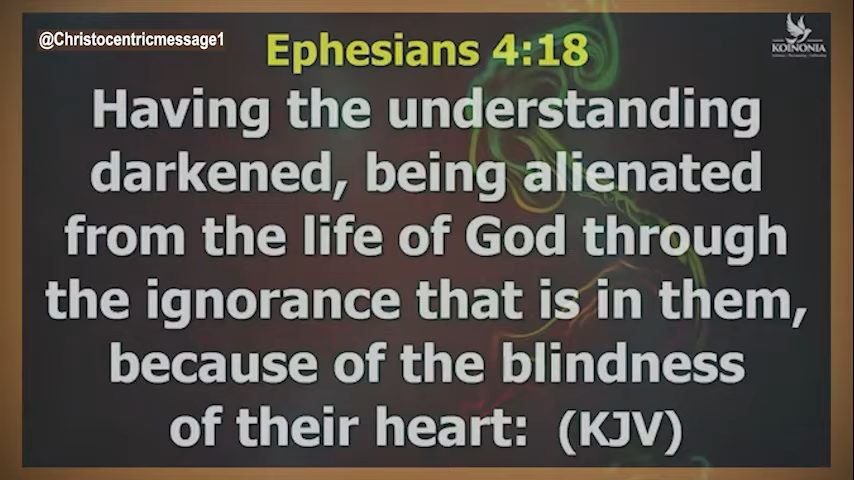 @Christocentricmessage1
KOINONIA
Ephesians 4:18
Having the understanding
darkened, being alienated
from the life of God through
the ignorance that is in them,
because of the blindness
of their heart: (KJV)